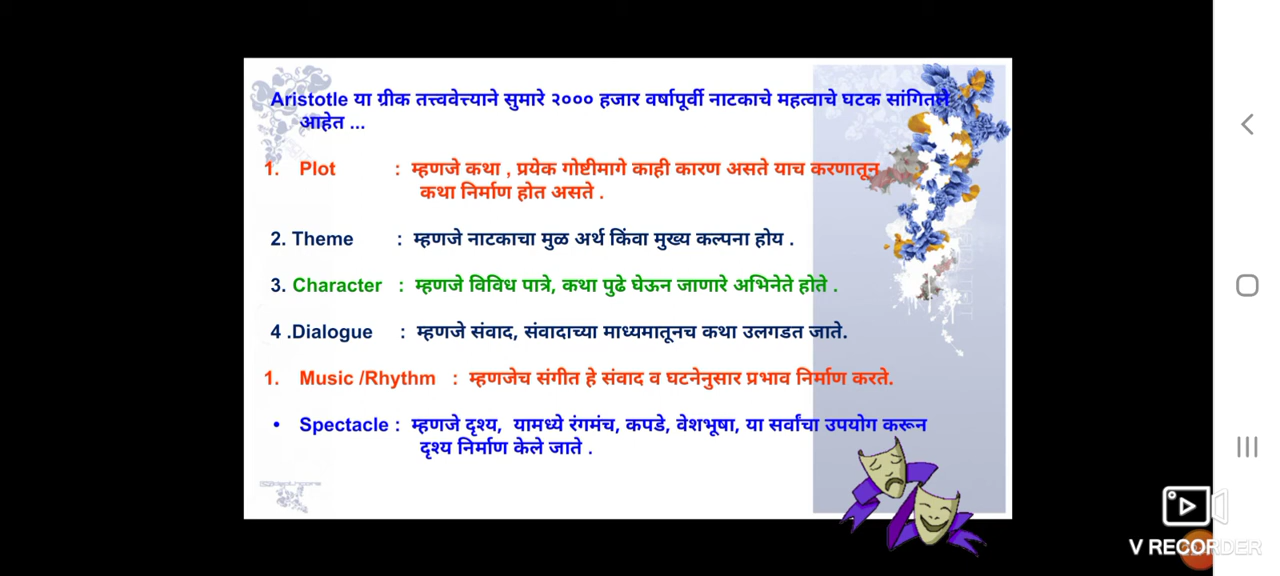 Aristotle या ग्रीक तत्त्ववेत्त्याने सुमारे २००० हजार वर्षापूर्वी नाटकाचे महत्वाचे घटक सांगितले
आहेत ...
1. Plot : म्हणजे कथा , प्रयेक गोष्टीमागे काही कारण असते याच करणातून
कथा निर्माण होत असते .
2. Theme : म्हणजे नाटकाचा मुळ अर्थ किंवा मुख्य कल्पना होय .
3. Character : म्हणजे विविध पात्रे, कथा पुढे घेऊन जाणारे अभिनेते होते .
4 .Dialogue : म्हणजे संवाद, संवादाच्या माध्यमातूनच कथा उलगडत जाते.
1. Music /Rhythm : म्हणजेच संगीत हे संवाद व घटनेनुसार प्रभाव निर्माण करते.
• Spectacle : म्हणजे दृश्य, यामध्ये रंगमंच, कपडे, वेशभूषा, या सर्वांचा उपयोग करून
दृश्य निर्माण केले जाते .
V RECORDER